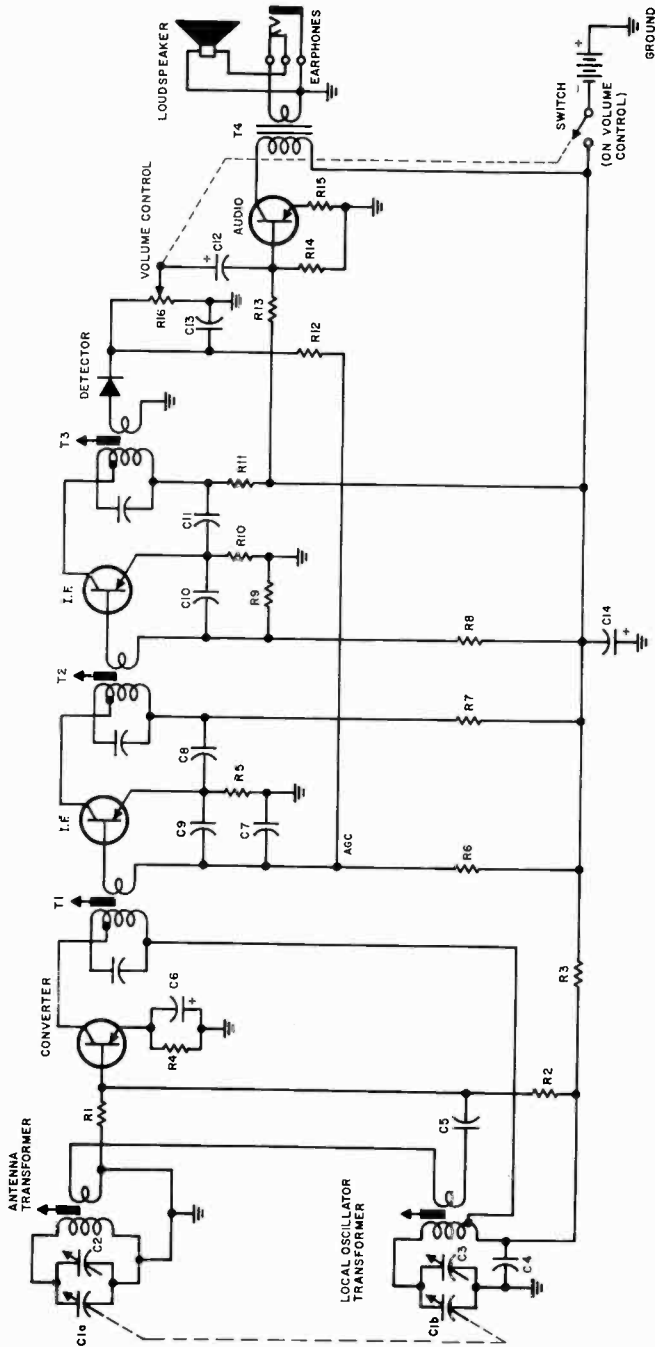 ANTENNA
TRANSFORMER
C1a
C2
R1
CONVERTER
R4
C6
+
LOCAL OSCILLATOR
TRANSFORMER
C1b
C3
C4
C5
R2
R3
T1
I.F.
C9
C8
R5
C7
AGC
R6
R7
T2
I.F.
C10
C11
R10
R9
R11
R8
C14
+
T3
DETECTOR
VOLUME CONTROL
R16
C13
R12
+
C12
R13
R14
AUDIO
R15
T4
LOUDSPEAKER
EARPHONES
SWITCH
(ON VOLUME
CONTROL)
-
+
GROUND